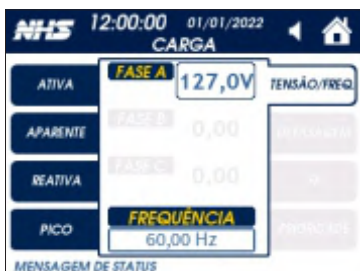 NHS 12:00:00 01/01/2022
CARGA
ATIVA FASE A 127,0V TENSÃO/FREQ
APARENTE FASE B 0,00
REATIVA FASE C 0,00
PICO FREQUÊNCIA
60,00 Hz
MENSAGEM DE STATUS